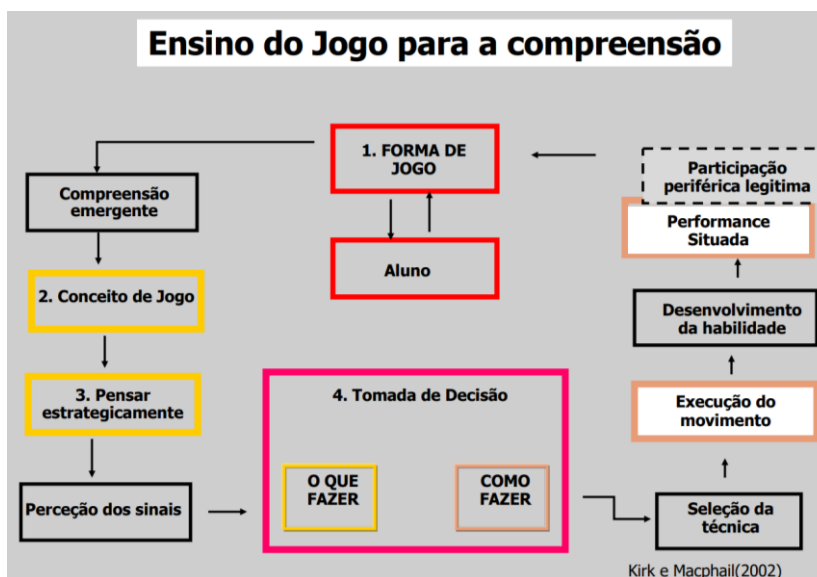 Ensino do Jogo para a compreensão
1. FORMA DE
JOGO
Aluno
Compreensão
emergente
2. Conceito de Jogo
3. Pensar
estrategicamente
Perceção dos sinais
4. Tomada de Decisão
O QUE
FAZER
COMO
FAZER
Seleção da
técnica
Execução do
movimento
Desenvolvimento
da habilidade
Performance
Situada
Participação
periférica legitima
Kirk e Macphail(2002)